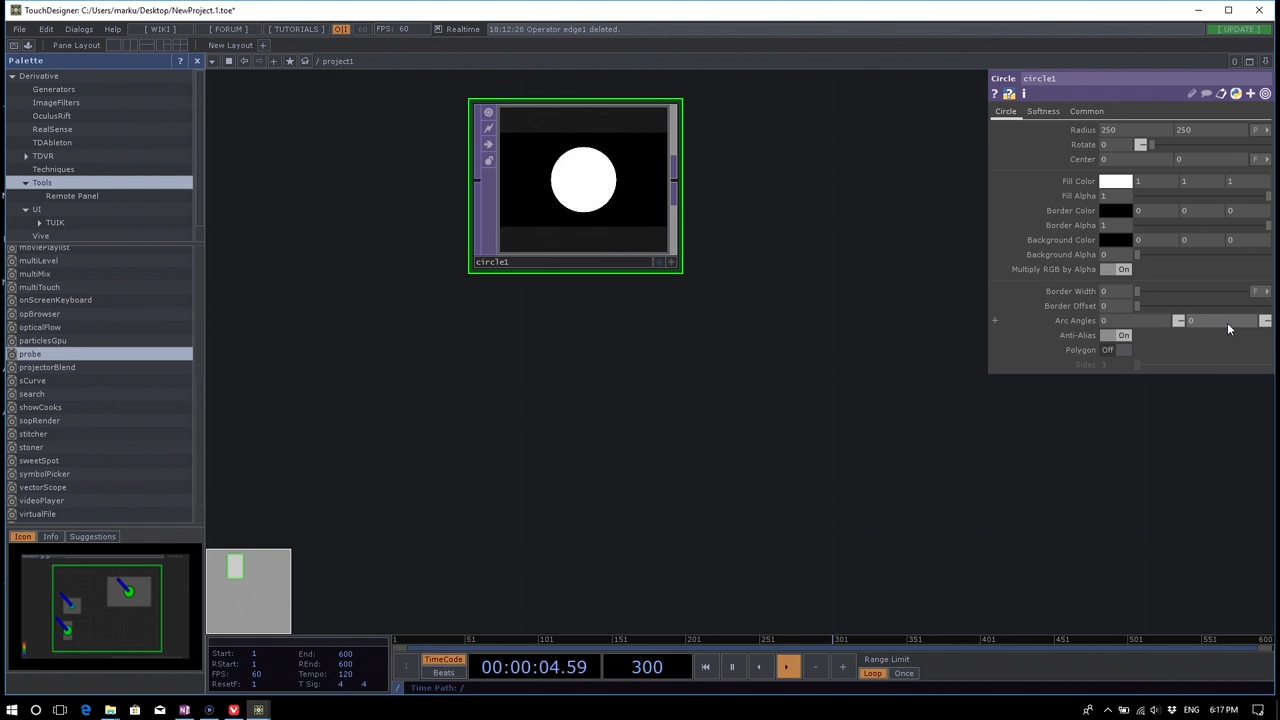 TouchDesigner: C:/Users/marku/Desktop/NewProject.1.toe*
File Edit Dialogs Help [ WIKI ] [ FORUM ] [ TUTORIALS ] O|I 60 FPS: 60 Realtime 18:12:28 Operator edge1 deleted. [ UPDATE ]
Pane Layout New Layout +
Palette ? x
/ project1 0
Derivative
Generators
ImageFilters
OculusRift
RealSense
TDAbleton
TDVR
Techniques
Tools
Remote Panel
UI
TUIK
Vive
moviePlaylist
multiLevel
multiMix
multiTouch
onScreenKeyboard
opBrowser
opticalFlow
particlesGpu
probe
projectorBlend
sCurve
search
showCooks
sopRender
stitcher
stoner
sweetSpot
symbolPicker
vectorScope
videoPlayer
virtualFile
Icon Info Suggestions
circle1
Circle circle1
? ? i
Circle Softness Common
Radius 250 250 P
Rotate 0
Center 0 0 F
Fill Color 1 1 1
Fill Alpha 1
Border Color 0 0 0
Border Alpha 1
Background Color 0 0 0
Background Alpha 0
Multiply RGB by Alpha On
Border Width 0 F
Border Offset 0
Arc Angles 0 0
Anti-Alias On
Polygon Off
Sides 3
1 51 101 151 201 251 301 351 401 451 501 551 600
Start: 1 End: 600
RStart: 1 REnd: 600
FPS: 60 Tempo: 120
ResetF: 1 T Sig: 4 4
TimeCode
Beats
00:00:04.59 300
Range Limit
Loop Once
/ Time Path: /
ENG 6:17 PM